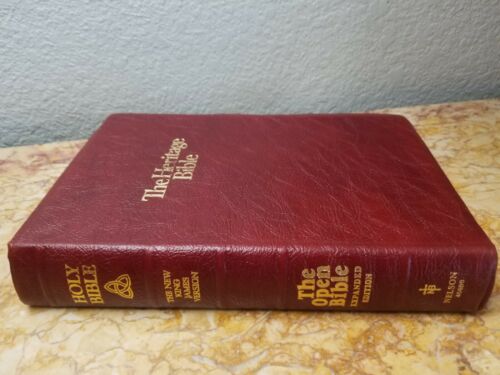 The Heritage
Bible
HOLY
BIBLE
THE NEW
KING
JAMES
VERSION
The
Open
Bible
EXPANDED
EDITION
NELSON